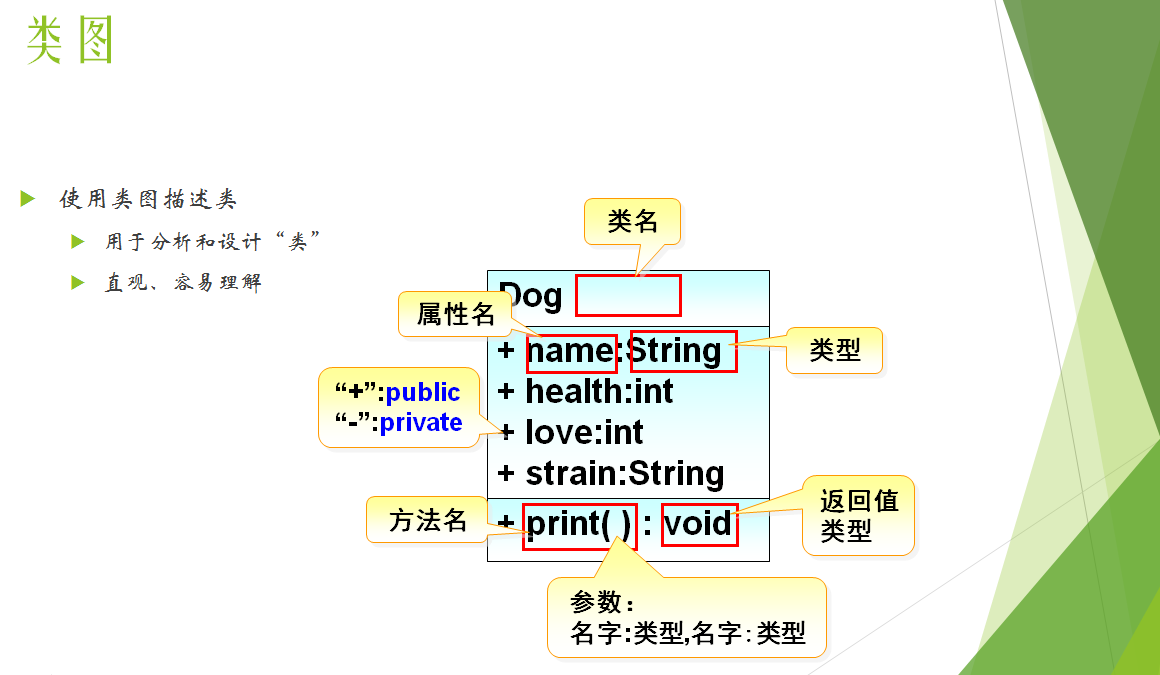 类图
使用类图描述类
用于分析和设计“类”
直观、容易理解
类名
Dog
属性名
+ name:String
类型
+ health:int
“+”:public
“-”:private
+ love:int
+ strain:String
方法名
+ print( ) : void
返回值
类型
参数：
名字:类型,名字:类型